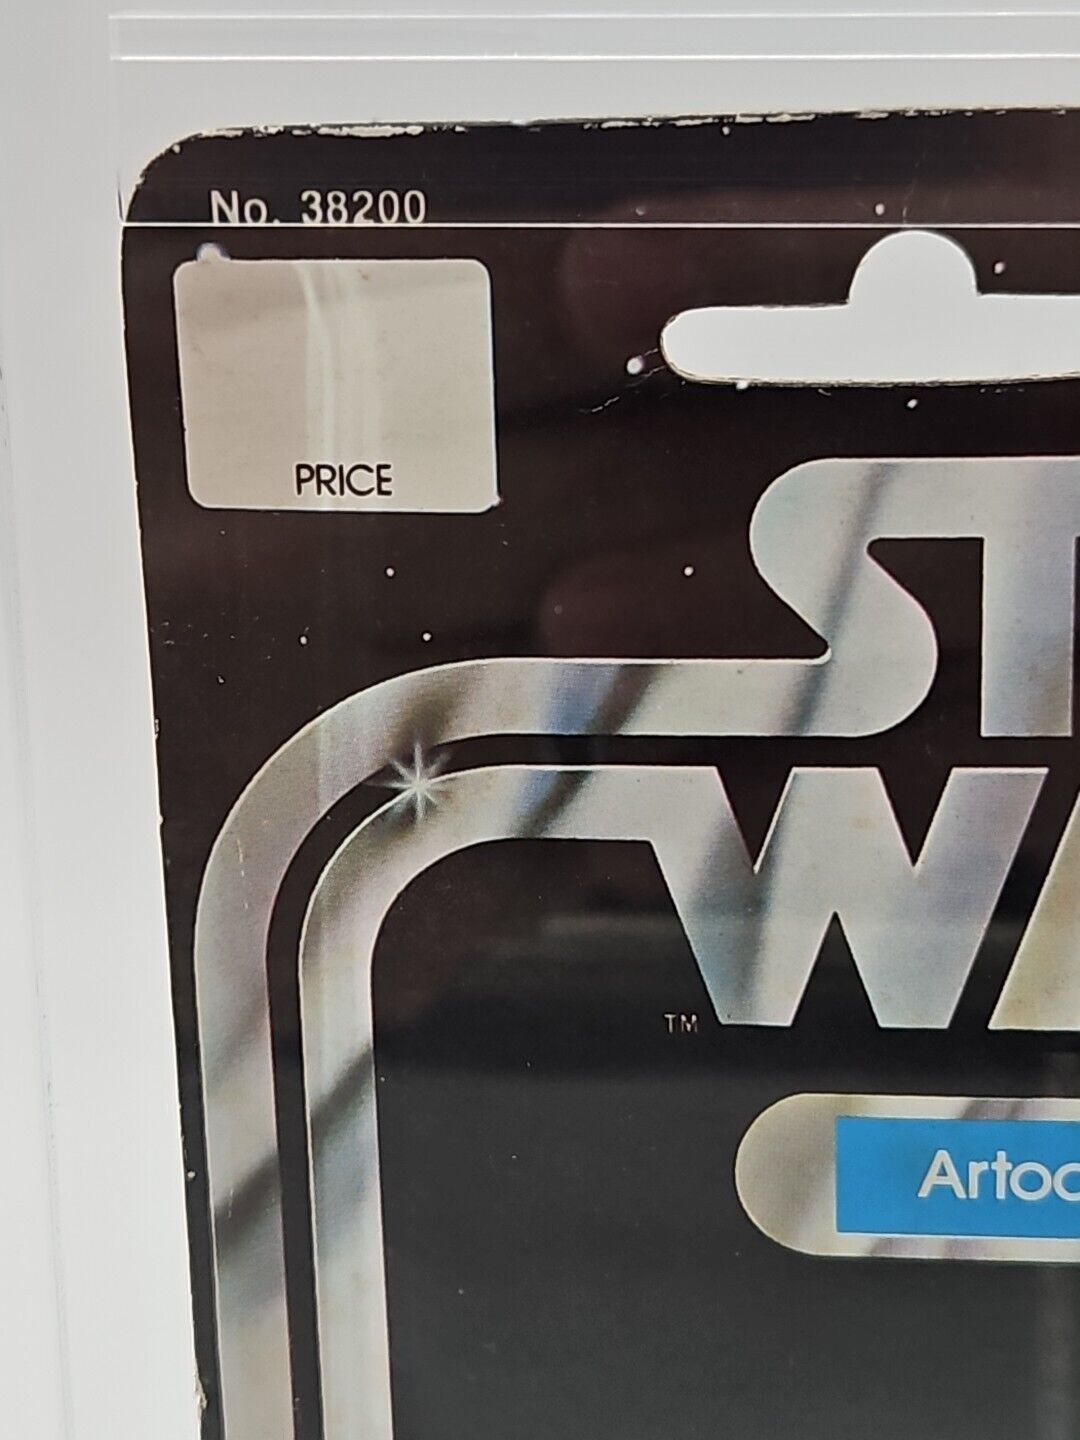 No. 38200
PRICE
ST
WA
TM
Artoo